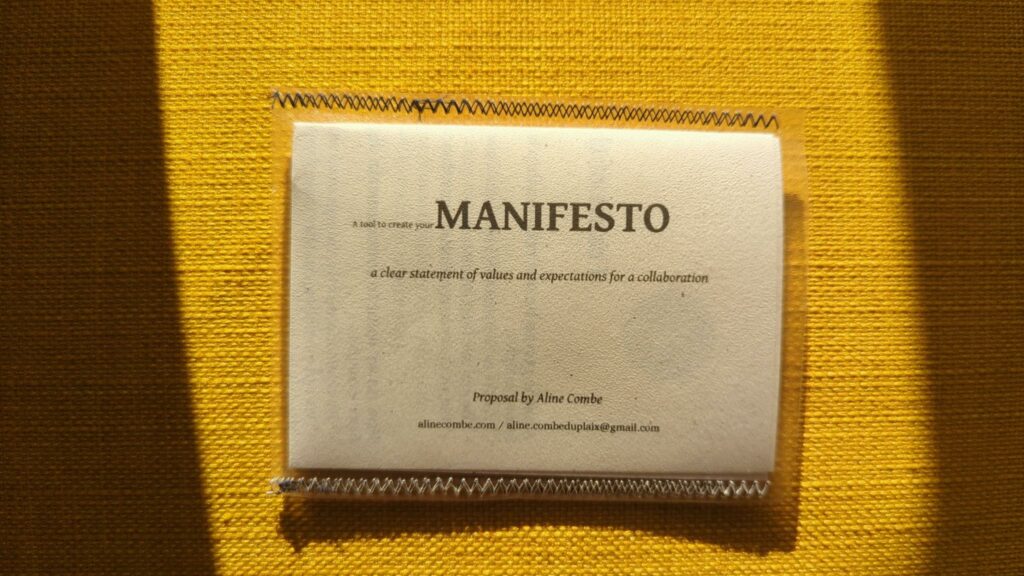 A tool to create your MANIFESTO
a clear statement of values and expectations for a collaboration
Proposal by Aline Combe
alinecombe.com / aline.combeduplaix@gmail.com